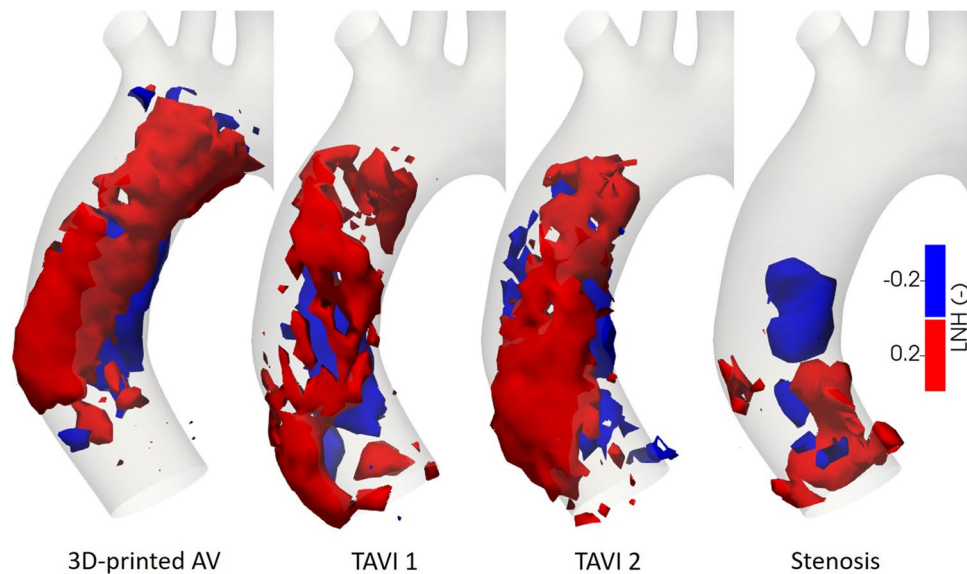 -0.2
0.2
LNH (-)
3D-printed AV
TAVI 1
TAVI 2
Stenosis